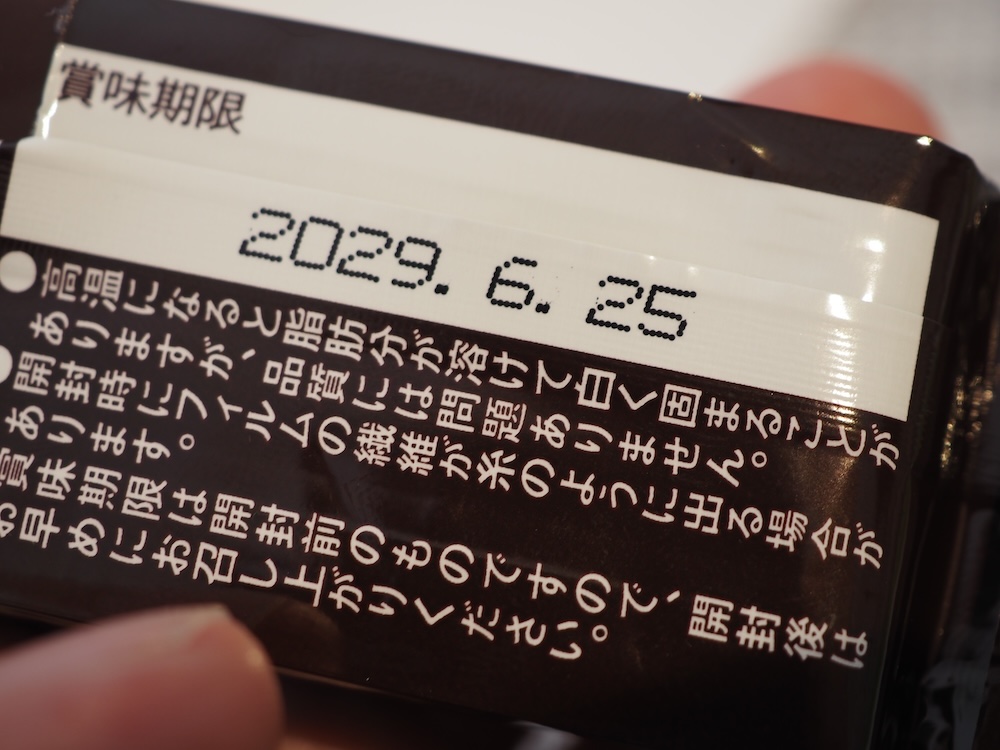 賞味期限
2029. 6. 25
●高温になると脂肪分が溶けて白く固まることが
ありますが、品質には問題ありません。
●開封時にフィルムの繊維が糸のように出る場合が
あります。
賞味期限は開封前のものですので、開封後は
お早めにお召し上がりください。